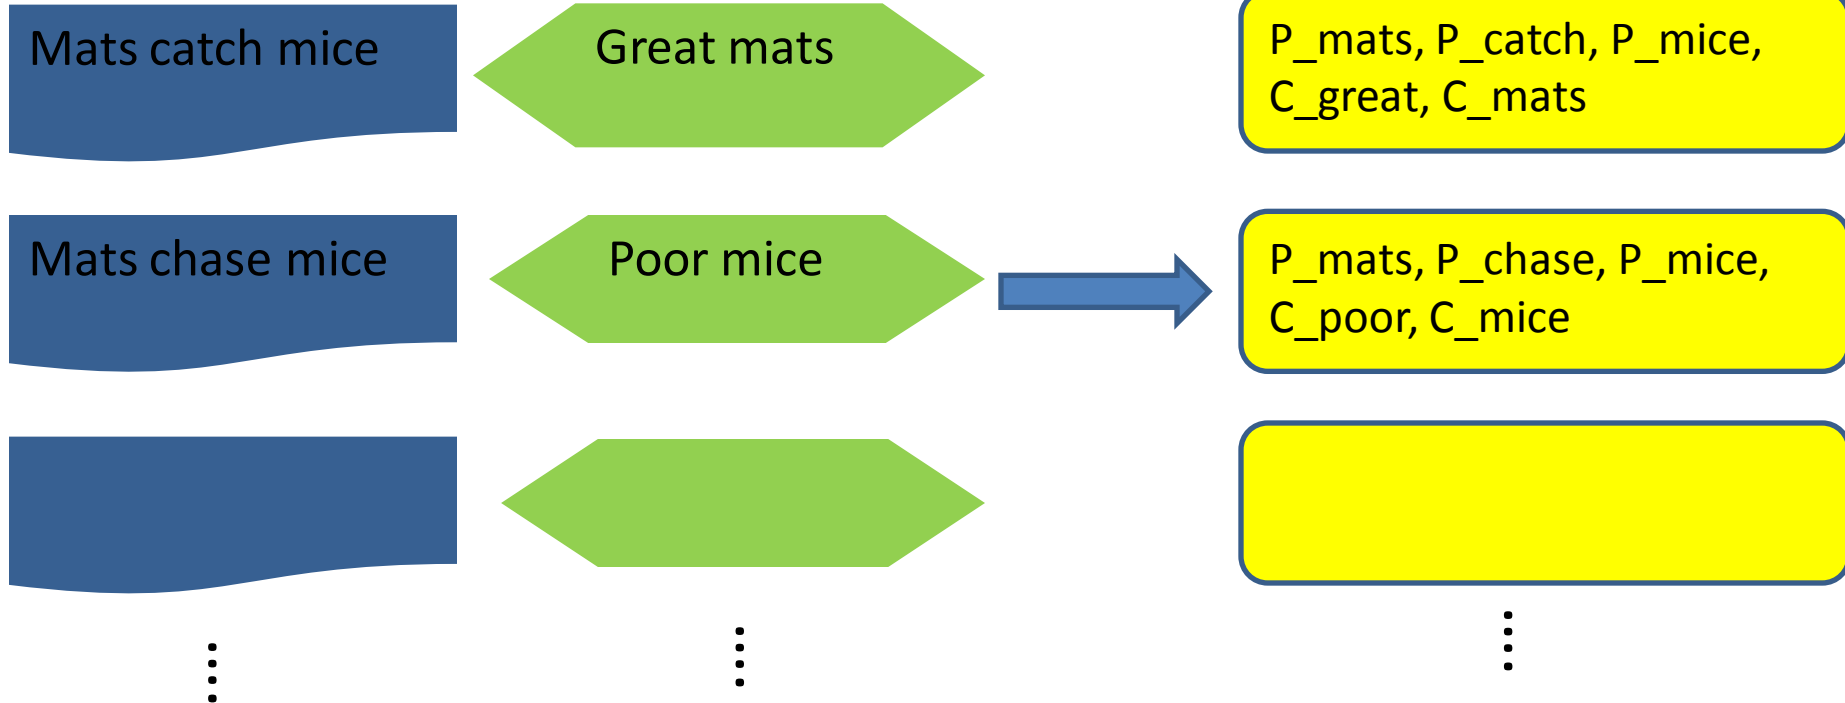 Mats catch mice
Great mats
P_mats, P_catch, P_mice,
C_great, C_mats
Mats chase mice
Poor mice
P_mats, P_chase, P_mice,
C_poor, C_mice